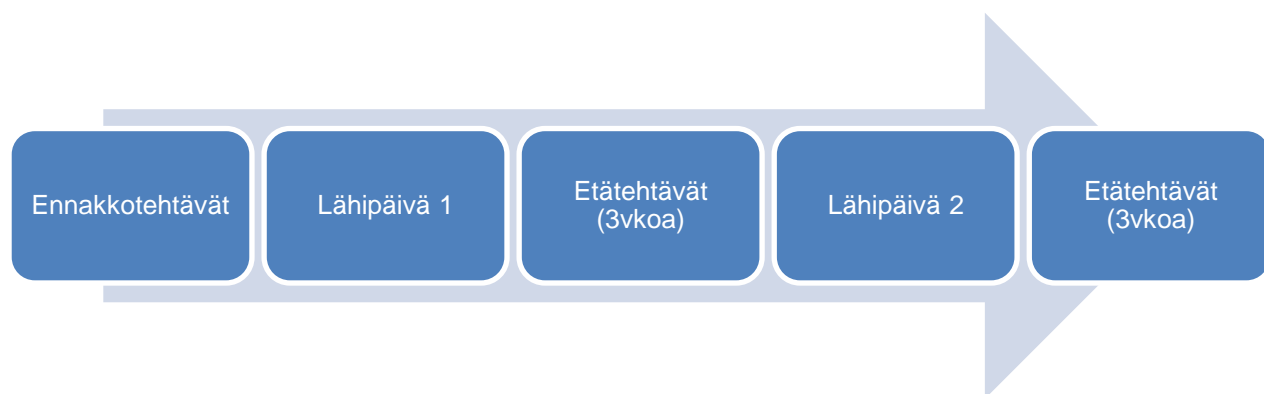 Ennakkotehtävät
Lähipäivä 1
Etätehtävät
(3vkoa)
Lähipäivä 2
Etätehtävät
(3vkoa)